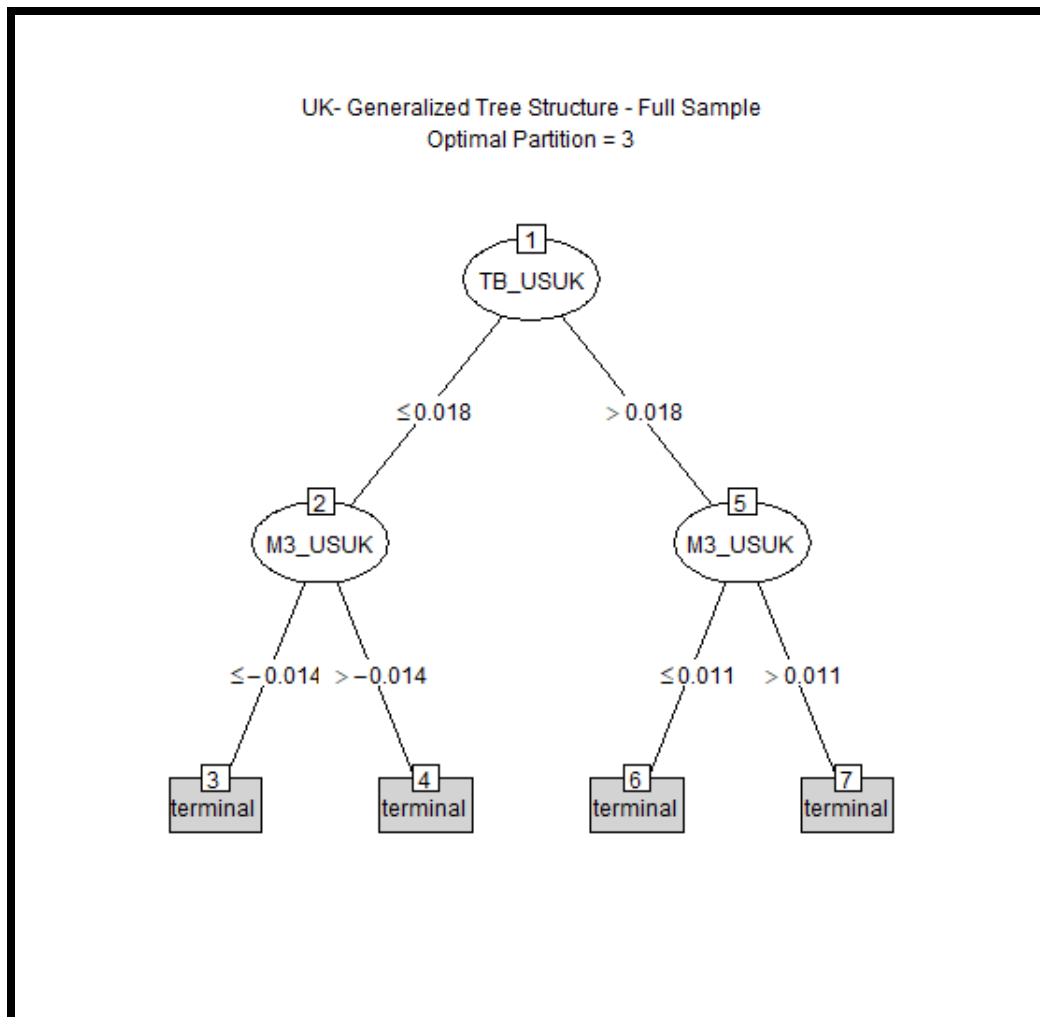 UK- Generalized Tree Structure - Full Sample
Optimal Partition = 3
1
TB_USUK
≤0.018
>0.018
2
M3_USUK
5
M3_USUK
≤−0.014
>−0.014
≤0.011
>0.011
3
terminal
4
terminal
6
terminal
7
terminal